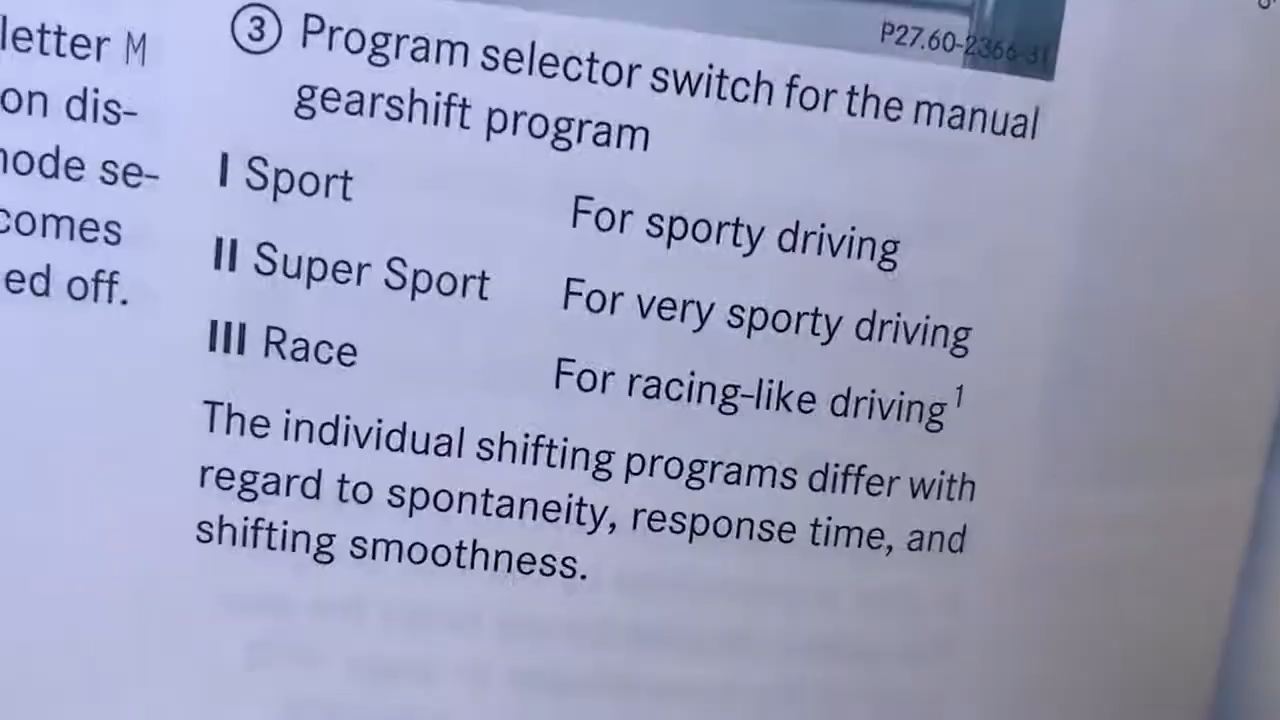 letter M
on dis-
node se-
comes
ed off.
P27.60-2366-31
③ Program selector switch for the manual
gearshift program
I Sport For sporty driving
II Super Sport For very sporty driving
III Race For racing-like driving¹
The individual shifting programs differ with
regard to spontaneity, response time, and
shifting smoothness.